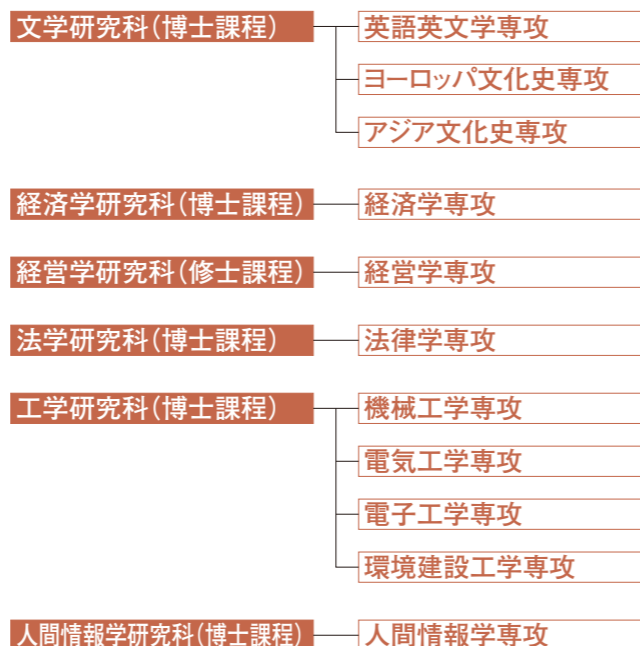 文学研究科（博士課程）
英語英文学専攻
ヨーロッパ文化史専攻
アジア文化史専攻
経済学研究科（博士課程）
経済学専攻
経営学研究科（修士課程）
経営学専攻
法学研究科（博士課程）
法律学専攻
工学研究科（博士課程）
機械工学専攻
電気工学専攻
電子工学専攻
環境建設工学専攻
人間情報学研究科（博士課程）
人間情報学専攻